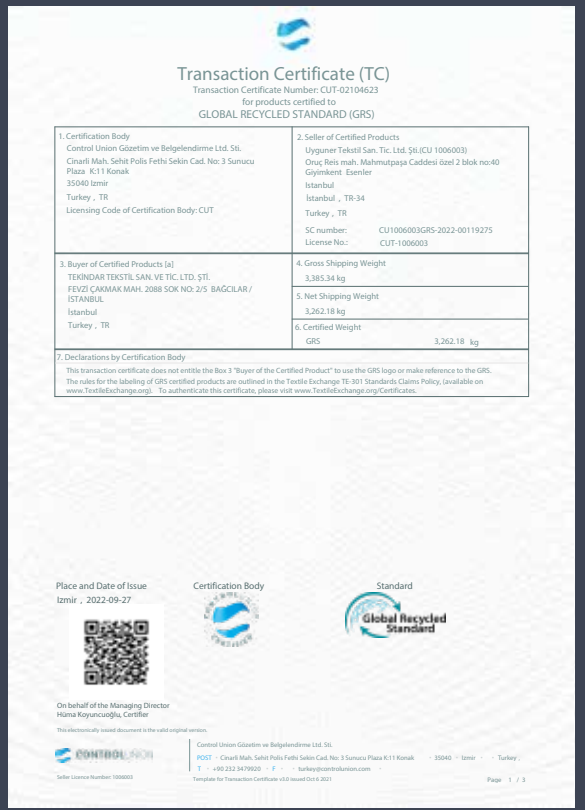 Transaction Certificate (TC)
Transaction Certificate Number: CUT-02104623
for products certified to
GLOBAL RECYCLED STANDARD (GRS)
1. Certification Body
Control Union Gözetim ve Belgelendirme Ltd. Sti.
Cinarli Mah. Sehit Polis Fethi Sekin Cad. No: 3 Sunucu
Plaza K:11 Konak
35040 Izmir
Turkey , TR
Licensing Code of Certification Body: CUT
2. Seller of Certified Products
Uyguner Tekstil San. Tic. Ltd. Şti.(CU 1006003)
Oruç Reis mah. Mahmutpaşa Caddesi özel 2 blok no:40
Giyimkent Esenler
Istanbul
İstanbul , TR-34
Turkey , TR
SC number: CU1006003GRS-2022-00119275
License No.: CUT-1006003
3. Buyer of Certified Products [a]
TEKİNDAR TEKSTİL SAN. VE TİC. LTD. ŞTİ.
FEVZİ ÇAKMAK MAH. 2088 SOK NO: 2/5 BAĞCILAR /
İSTANBUL
İstanbul
Turkey , TR
4. Gross Shipping Weight
3,385.34 kg
5. Net Shipping Weight
3,262.18 kg
6. Certified Weight
GRS 3,262.18 kg
7. Declarations by Certification Body
This transaction certificate does not entitle the Box 3 "Buyer of the Certified Product" to use the GRS logo or make reference to the GRS.
The rules for the labeling of GRS certified products are outlined in the Textile Exchange TE-301 Standards Claims Policy, (available on
www.TextileExchange.org). To authenticate this certificate, please visit www.TextileExchange.org/Certificates.
Place and Date of Issue
Izmir , 2022-09-27
Certification Body
Standard
Global Recycled
Standard
On behalf of the Managing Director
Hüma Koyuncuoğlu, Certifier
This electronically issued document is the valid original version.
CONTROLUNION
Seller Licence Number: 1006003
Control Union Gözetim ve Belgelendirme Ltd. Sti.
POST · Cinarli Mah. Sehit Polis Fethi Sekin Cad. No: 3 Sunucu Plaza K:11 Konak · 35040 · Izmir · · Turkey ,
T · +90 232 3479920 · F · · turkey@controlunion.com ·
Template for Transaction Certificate v3.0 issued Oct 6 2021
Page 1 / 3